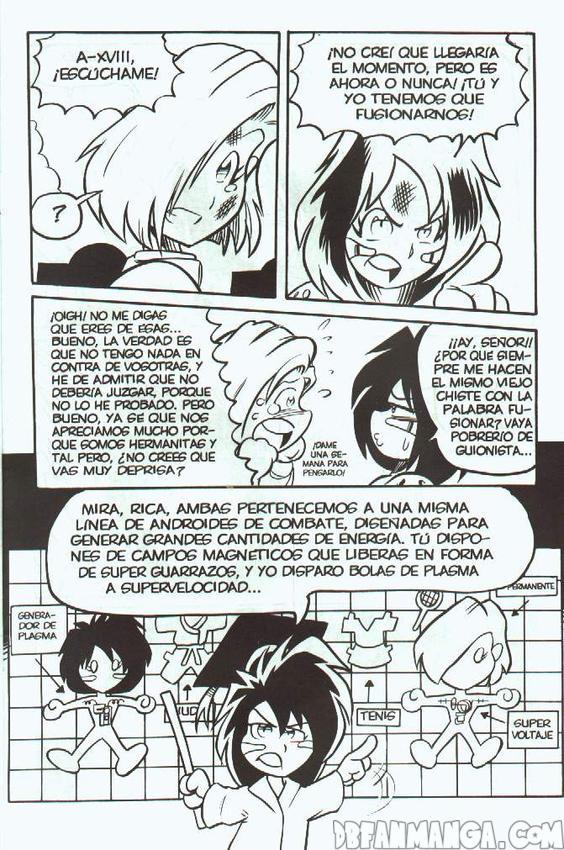 A-XVIII,
¡ESCÚCHAME!
?
¡NO CREÍ QUE LLEGARÍA
EL MOMENTO, PERO ES
AHORA O NUNCA! ¡TÚ Y
YO TENEMOS QUE
FUSIONARNOS!
¡OIGH! NO ME DIGAS
QUE ERES DE ESAS...
BUENO, LA VERDAD ES
QUE NO TENGO NADA EN
CONTRA DE VOSOTRAS, Y
HE DE ADMITIR QUE NO
DEBERÍA JUZGAR, PORQUE
NO LO HE PROBADO. PERO
BUENO, YA SE QUE NOS
APRECIÁMOS MUCHO POR-
QUE SOMOS HERMANITAS Y
TAL PERO, ¿NO CREES QUE
VAS MUY DEPRISA?
¡DAME
UNA SE-
MANA PARA
PENSARLO!
¡¡AY, SEÑOR!!
¿POR QUÉ SIEM-
PRE ME HACEN
EL MISMO VIEJO
CHISTE CON LA
PALABRA FU-
SIONAR? VAYA
POBRERÍO DE
GUIONISTA...
MIRA, RICA, AMBAS PERTENECEMOS A UNA MISMA
LÍNEA DE ANDROIDES DE COMBATE, DISEÑADAS PARA
GENERAR GRANDES CANTIDADES DE ENERGÍA. TÚ DISPO-
NES DE CAMPOS MAGNÉTICOS QUE LIBERAS EN FORMA
DE SUPER GUARRAZOS, Y YO DISPARO BOLAS DE PLASMA
A SUPERVELOCIDAD...
GENERA-
DOR DE
PLASMA
PERMANENTE
TENIS
SUPER
VOLTAJE
DBFANMANGA.COM